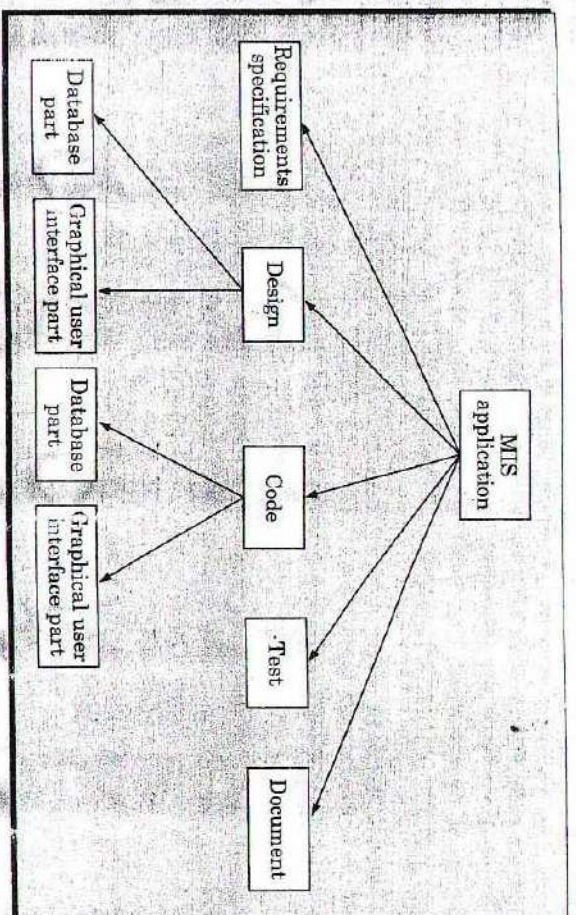 MIS
application
Requirements
specification
Design
Code
Test
Document
Database
part
Graphical user
interface part
Database
part
Graphical user
interface part